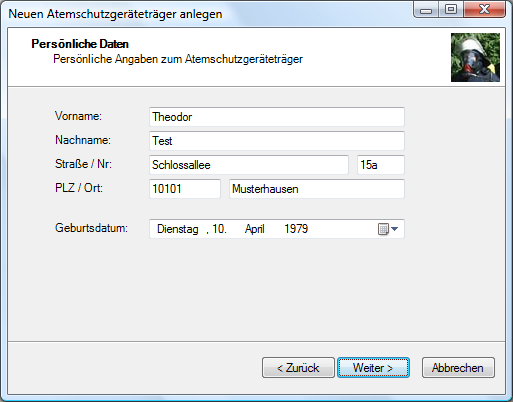 Neuen Atemschutzgeräteträger anlegen
Persönliche Daten
Persönliche Angaben zum Atemschutzgeräteträger
Vorname: Theodor
Nachname: Test
Straße / Nr: Schlossallee 15a
PLZ / Ort: 10101 Musterhausen
Geburtsdatum: Dienstag , 10. April 1979
< Zurück Weiter > Abbrechen